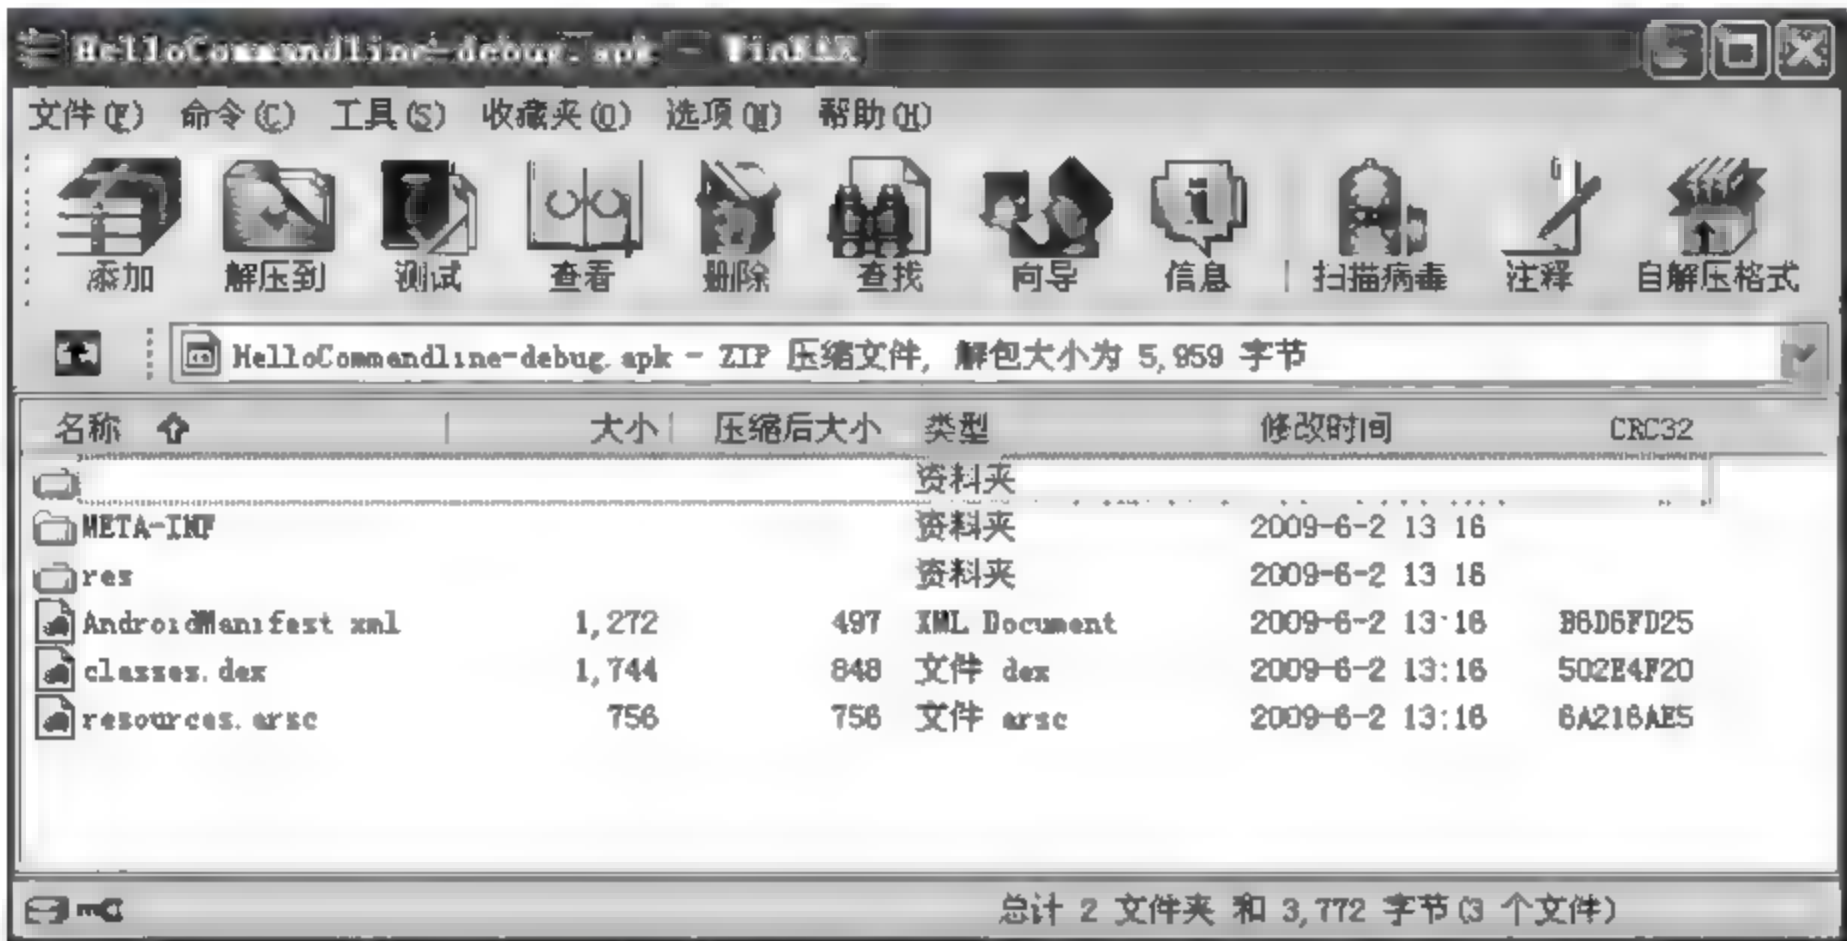 HelloCommandline-debug.apk - WinRAR
文件(F) 命令(C) 工具(S) 收藏夹(O) 选项(N) 帮助(H)
添加 解压到 测试 查看 删除 查找 向导 信息 扫描病毒 注释 自解压格式
HelloCommandline-debug.apk - ZIP 压缩文件, 解包大小为 5,959 字节
名称 大小 压缩后大小 类型 修改时间 CRC32
资料夹
META-INF 资料夹 2009-6-2 13:16
res 资料夹 2009-6-2 13:16
AndroidManifest.xml 1,272 497 XML Document 2009-6-2 13:16 B6D6FD25
classes.dex 1,744 848 文件 dex 2009-6-2 13:16 502E4F20
resources.arsc 756 756 文件 arsc 2009-6-2 13:16 6A216AE5
总计 2 文件夹 和 3,772 字节(3 个文件)